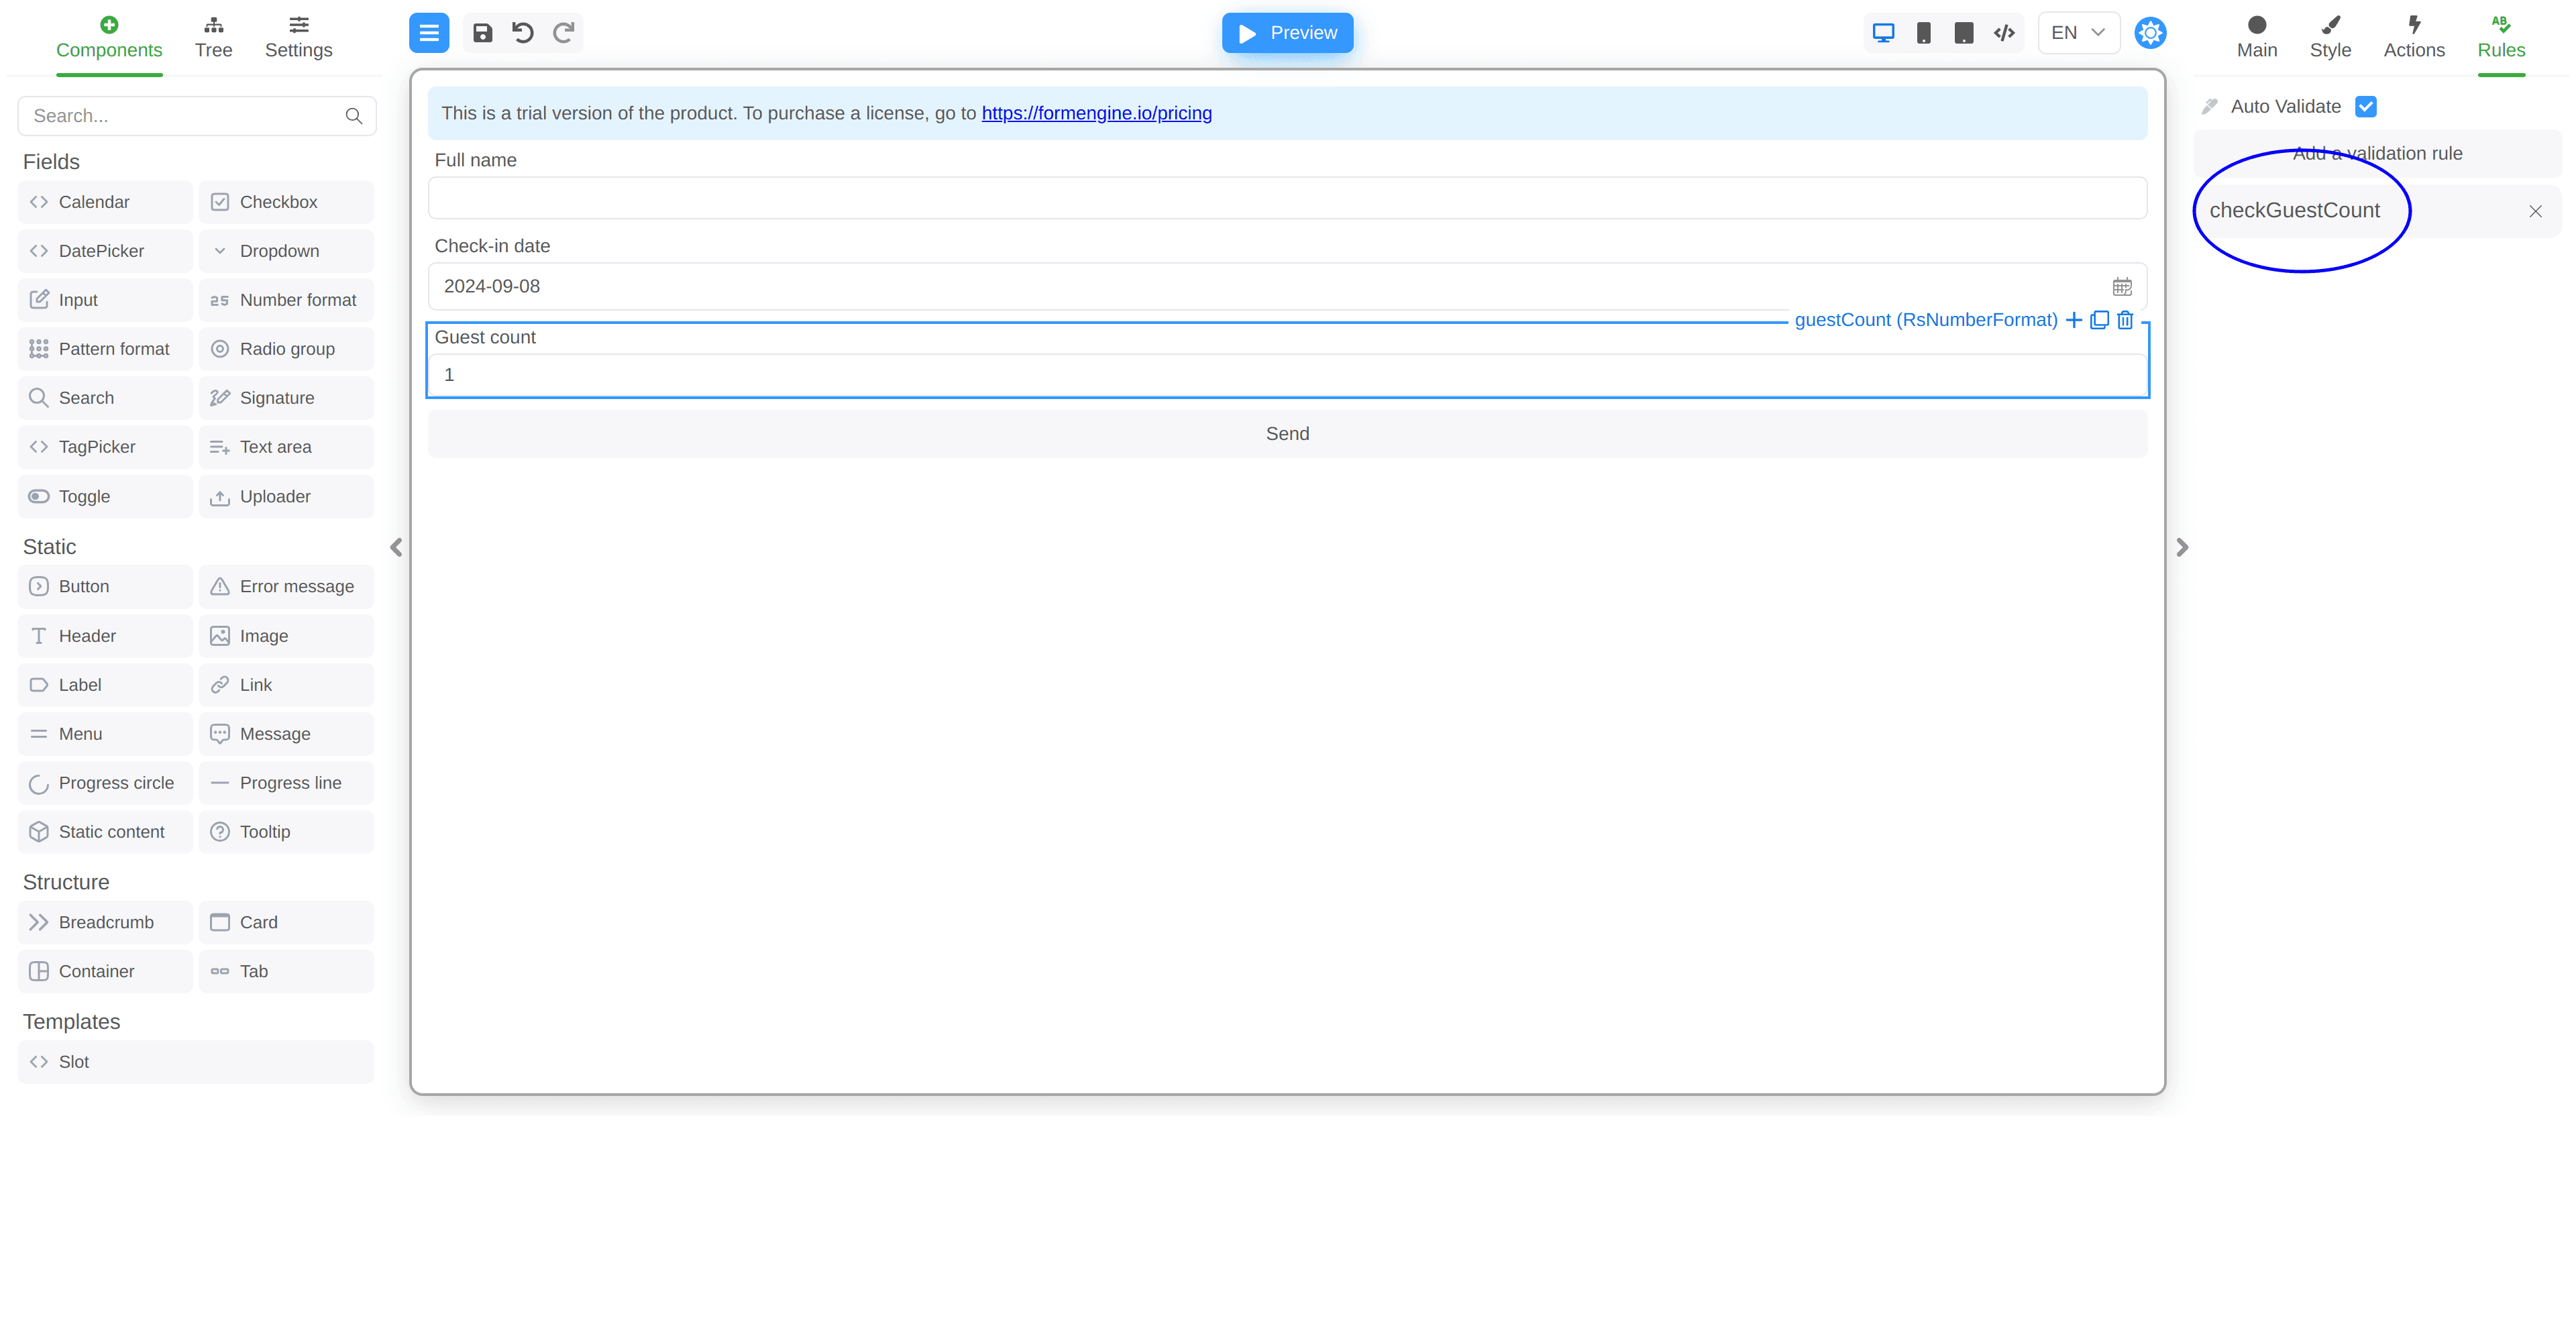 Components Tree Settings
Preview
EN
Main Style Actions Rules
Search...
Fields
Calendar Checkbox
DatePicker Dropdown
Input 25 Number format
Pattern format Radio group
Search Signature
TagPicker Text area
Toggle Uploader
Static
Button Error message
Header Image
Label Link
Menu Message
Progress circle Progress line
Static content Tooltip
Structure
Breadcrumb Card
Container Tab
Templates
Slot
This is a trial version of the product. To purchase a license, go to https://formengine.io/pricing
Full name
Check-in date
2024-09-08
guestCount (RsNumberFormat)
Guest count
1
Send
AB
Auto Validate
Add a validation rule
checkGuestCount